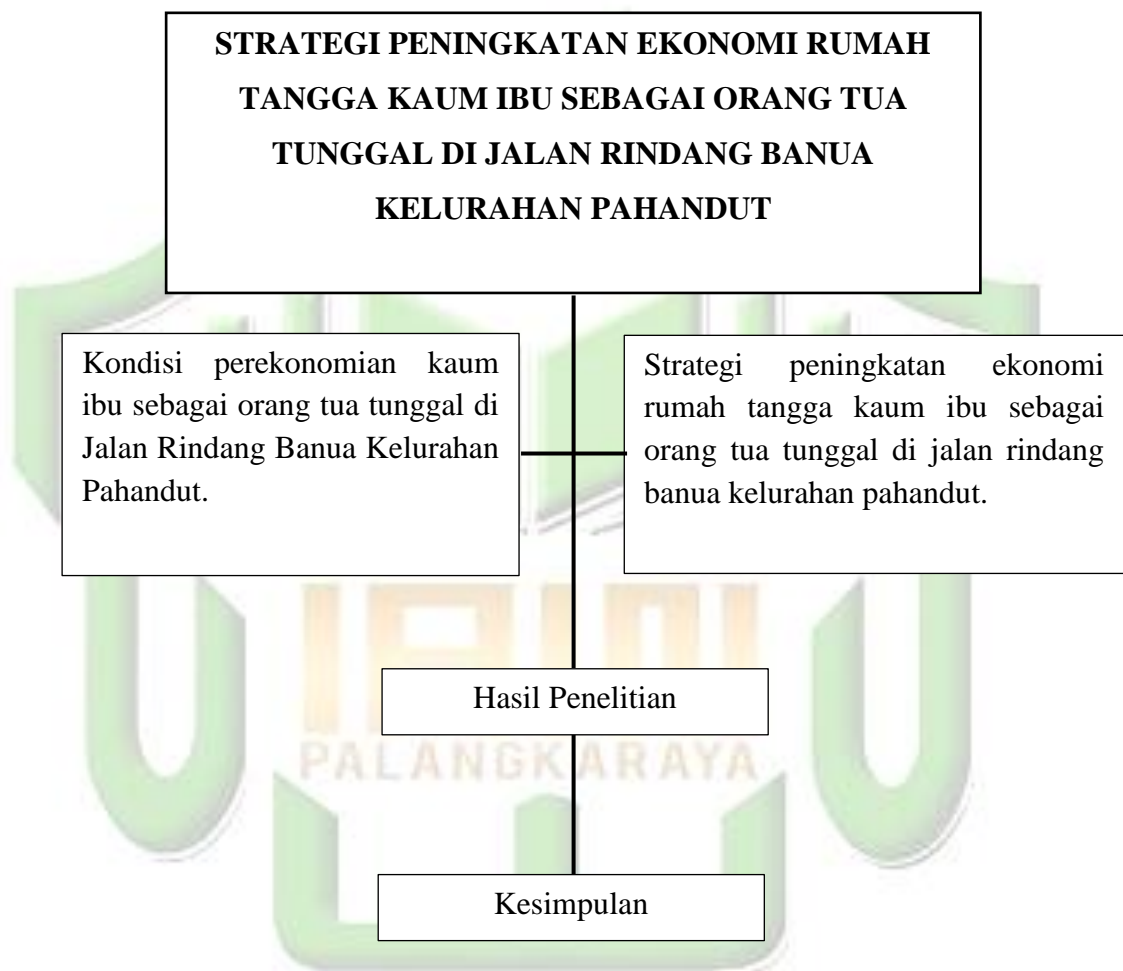 STRATEGI PENINGKATAN EKONOMI RUMAH
TANGGA KAUM IBU SEBAGAI ORANG TUA
TUNGGAL DI JALAN RINDANG BANUA
KELURAHAN PAHANDUT
Kondisi perekonomian kaum
ibu sebagai orang tua tunggal di
Jalan Rindang Banua Kelurahan
Pahandut.
Strategi peningkatan ekonomi
rumah tangga kaum ibu sebagai
orang tua tunggal di jalan rindang
banua kelurahan pahandut.
Hasil Penelitian
PALANGKARAYA
Kesimpulan